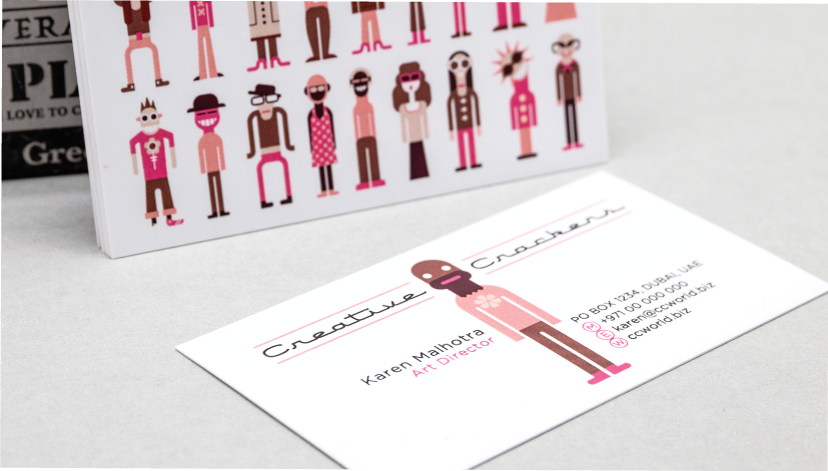 VERA
PIA
LOVE TO C
Gre
Creative Crackers
Karen Malhotra
Art Director
PO BOX 1234, DUBAI, UAE
M +971 00 000 000
E karen@ccworld.biz
W ccworld.biz